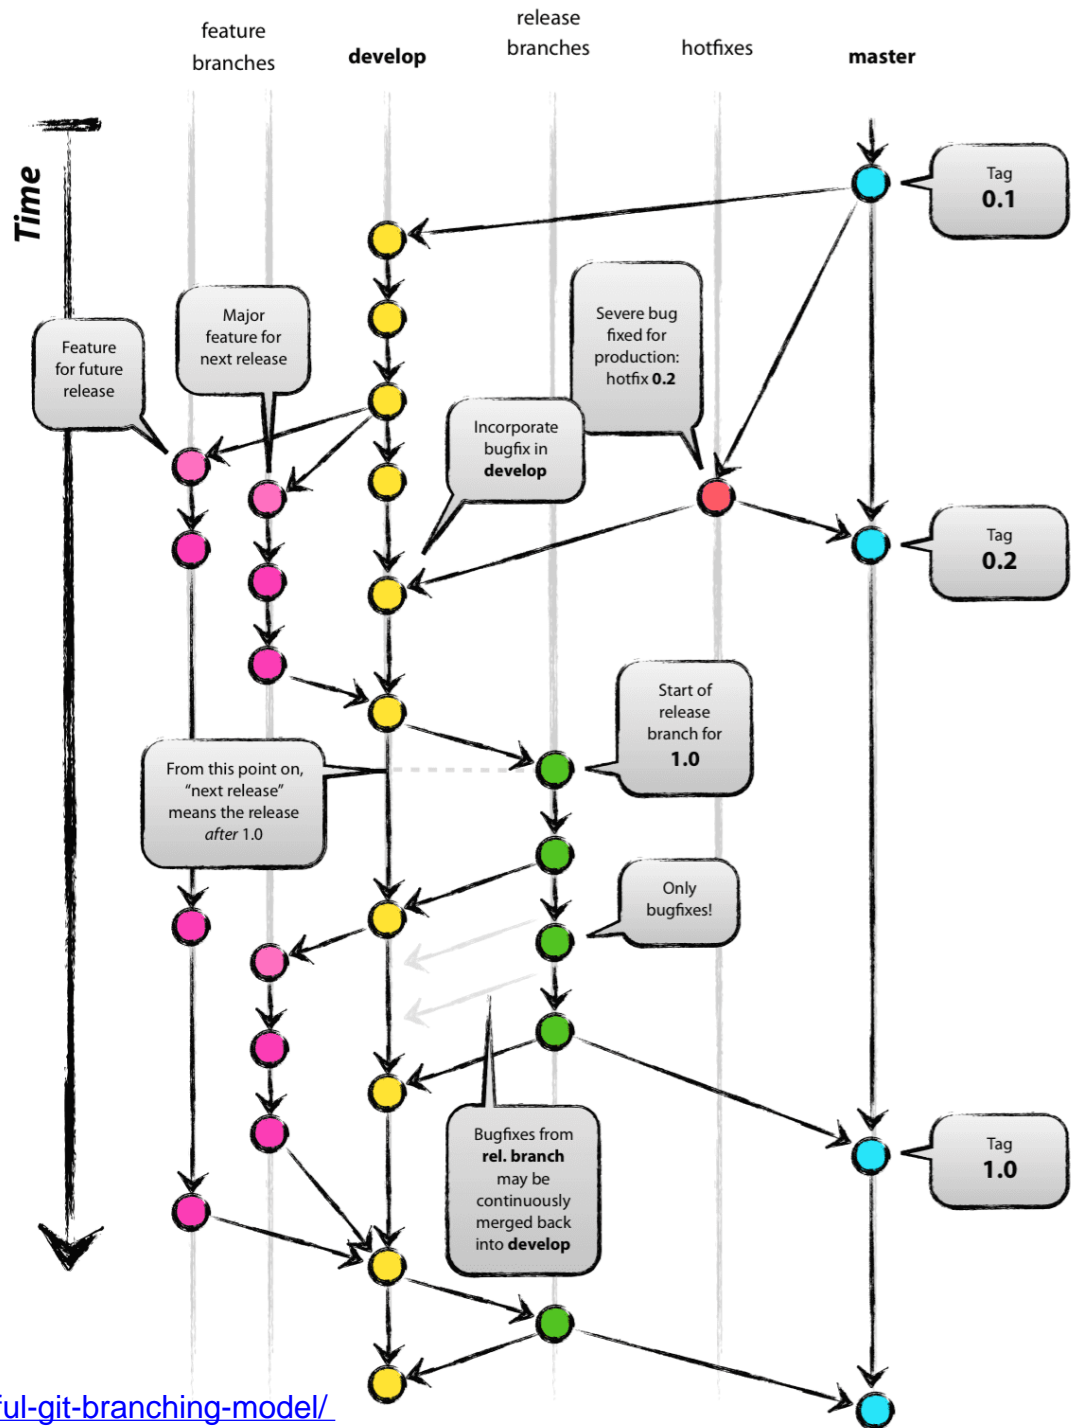 feature
branches
develop
release
branches
hotfixes
master
Time
Tag
0.1
Major
feature for
next release
Feature
for future
release
Severe bug
fixed for
production:
hotfix 0.2
Incorporate
bugfix in
develop
Tag
0.2
Start of
release
branch for
1.0
From this point on,
“next release”
means the release
after 1.0
Only
bugfixes!
Bugfixes from
rel. branch
may be
continuously
merged back
into develop
Tag
1.0
ful-git-branching-model/